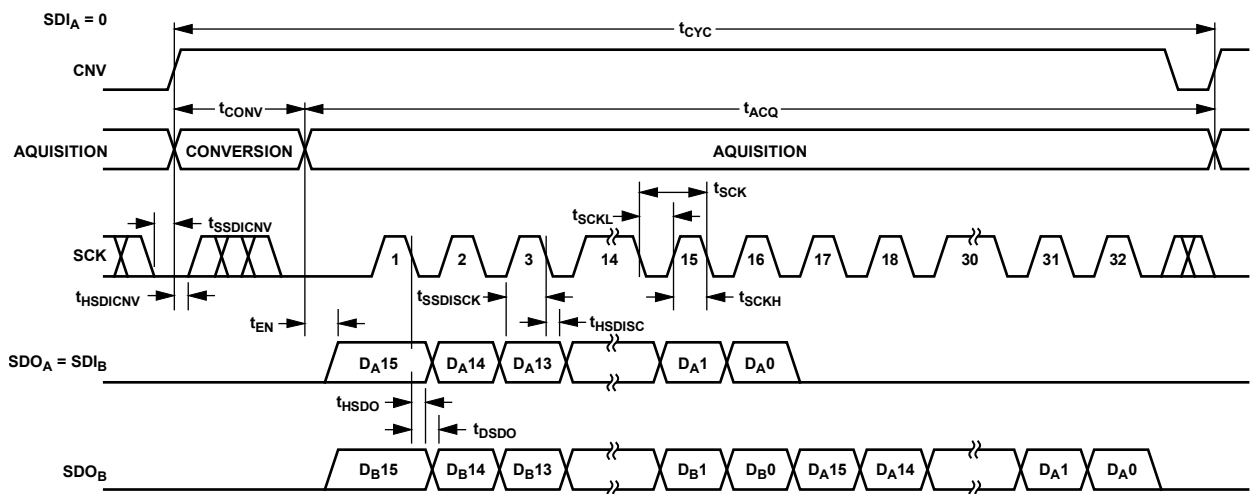 SDIA = 0
tCYC
CNV
tCONV
tACQ
AQUISITION
CONVERSION
AQUISITION
tSCK
tSSDICNV
tSCKL
SCK
1
2
3
14
15
16
17
18
30
31
32
tHSDICNV
tSSDISCK
tSCKH
tEN
tHSDISC
SDOA = SDIB
DA15
DA14
DA13
DA1
DA0
tHSDO
tDSDO
SDOB
DB15
DB14
DB13
DB1
DB0
DA15
DA14
DA1
DA0